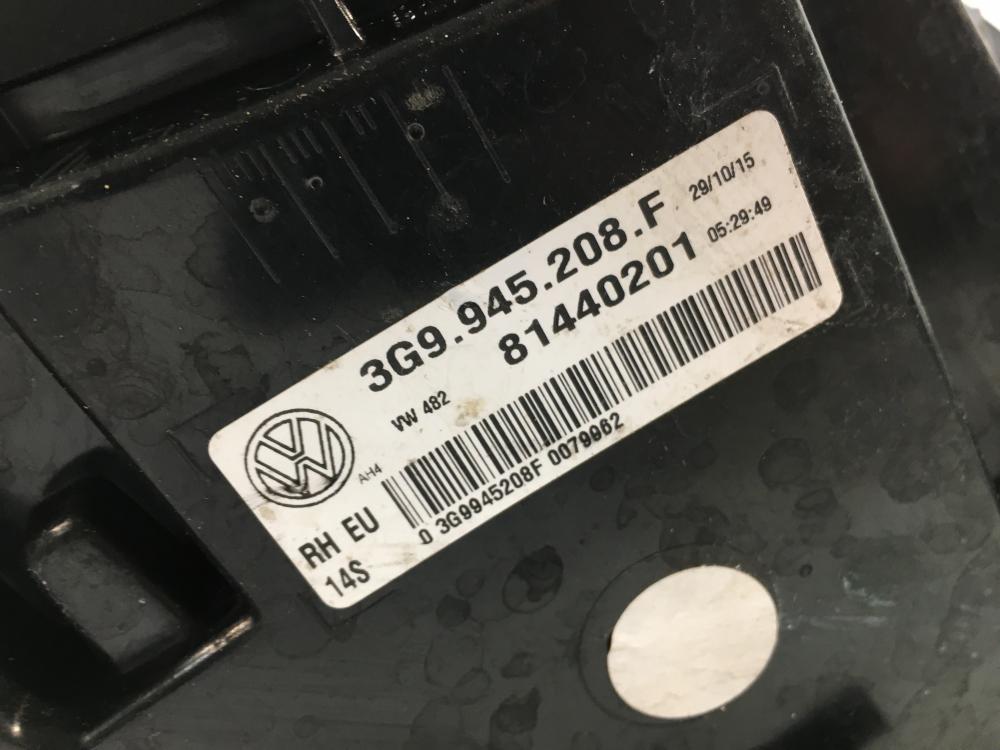 3G9.945.208.F 29/10/15
81440201 05:29:49
VW 482
AH4
0 3G9945208F 0079962
RH EU
14S